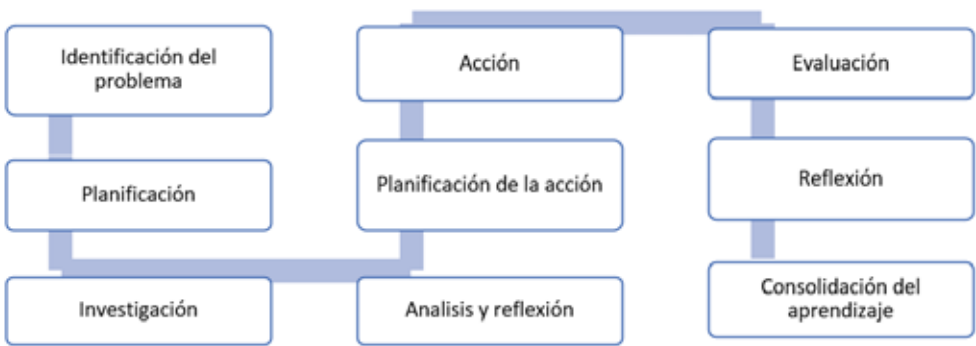 Identificación del
problema
Planificación
Investigación
Analisis y reflexión
Planificación de la acción
Acción
Evaluación
Reflexión
Consolidación del
aprendizaje